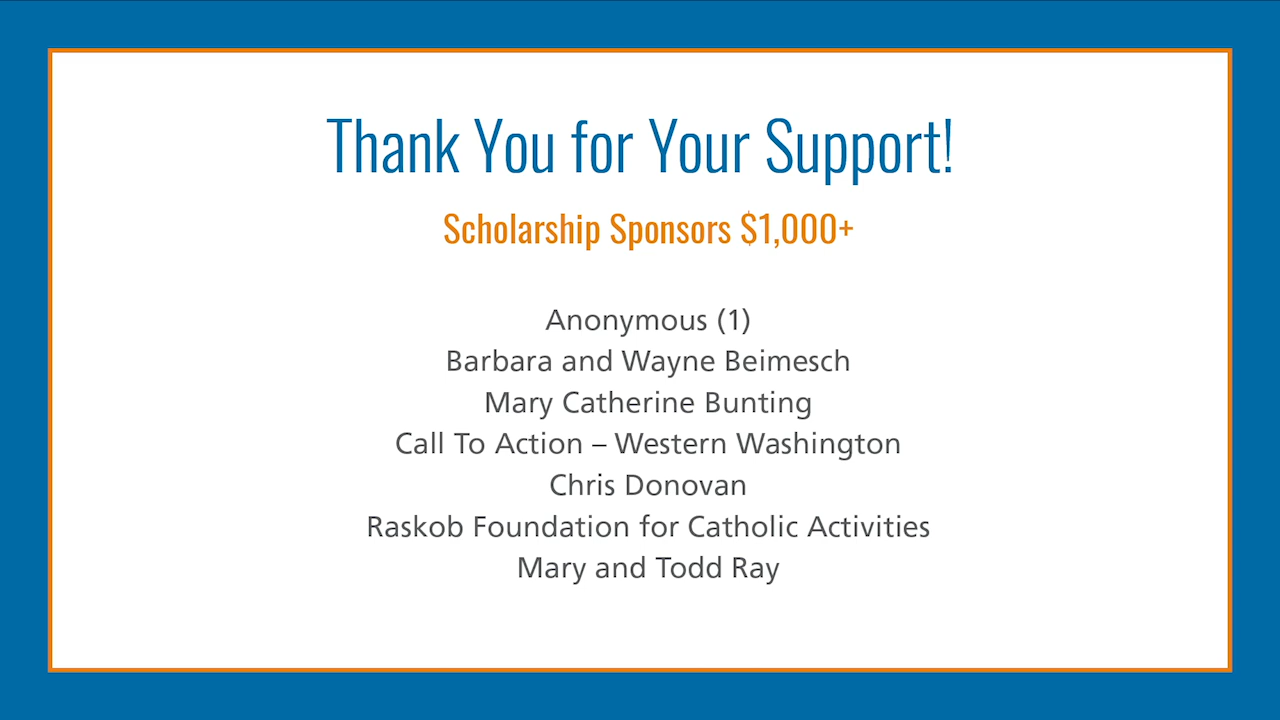 Thank You for Your Support!
Scholarship Sponsors $1,000+
Anonymous (1)
Barbara and Wayne Beimesch
Mary Catherine Bunting
Call To Action – Western Washington
Chris Donovan
Raskob Foundation for Catholic Activities
Mary and Todd Ray